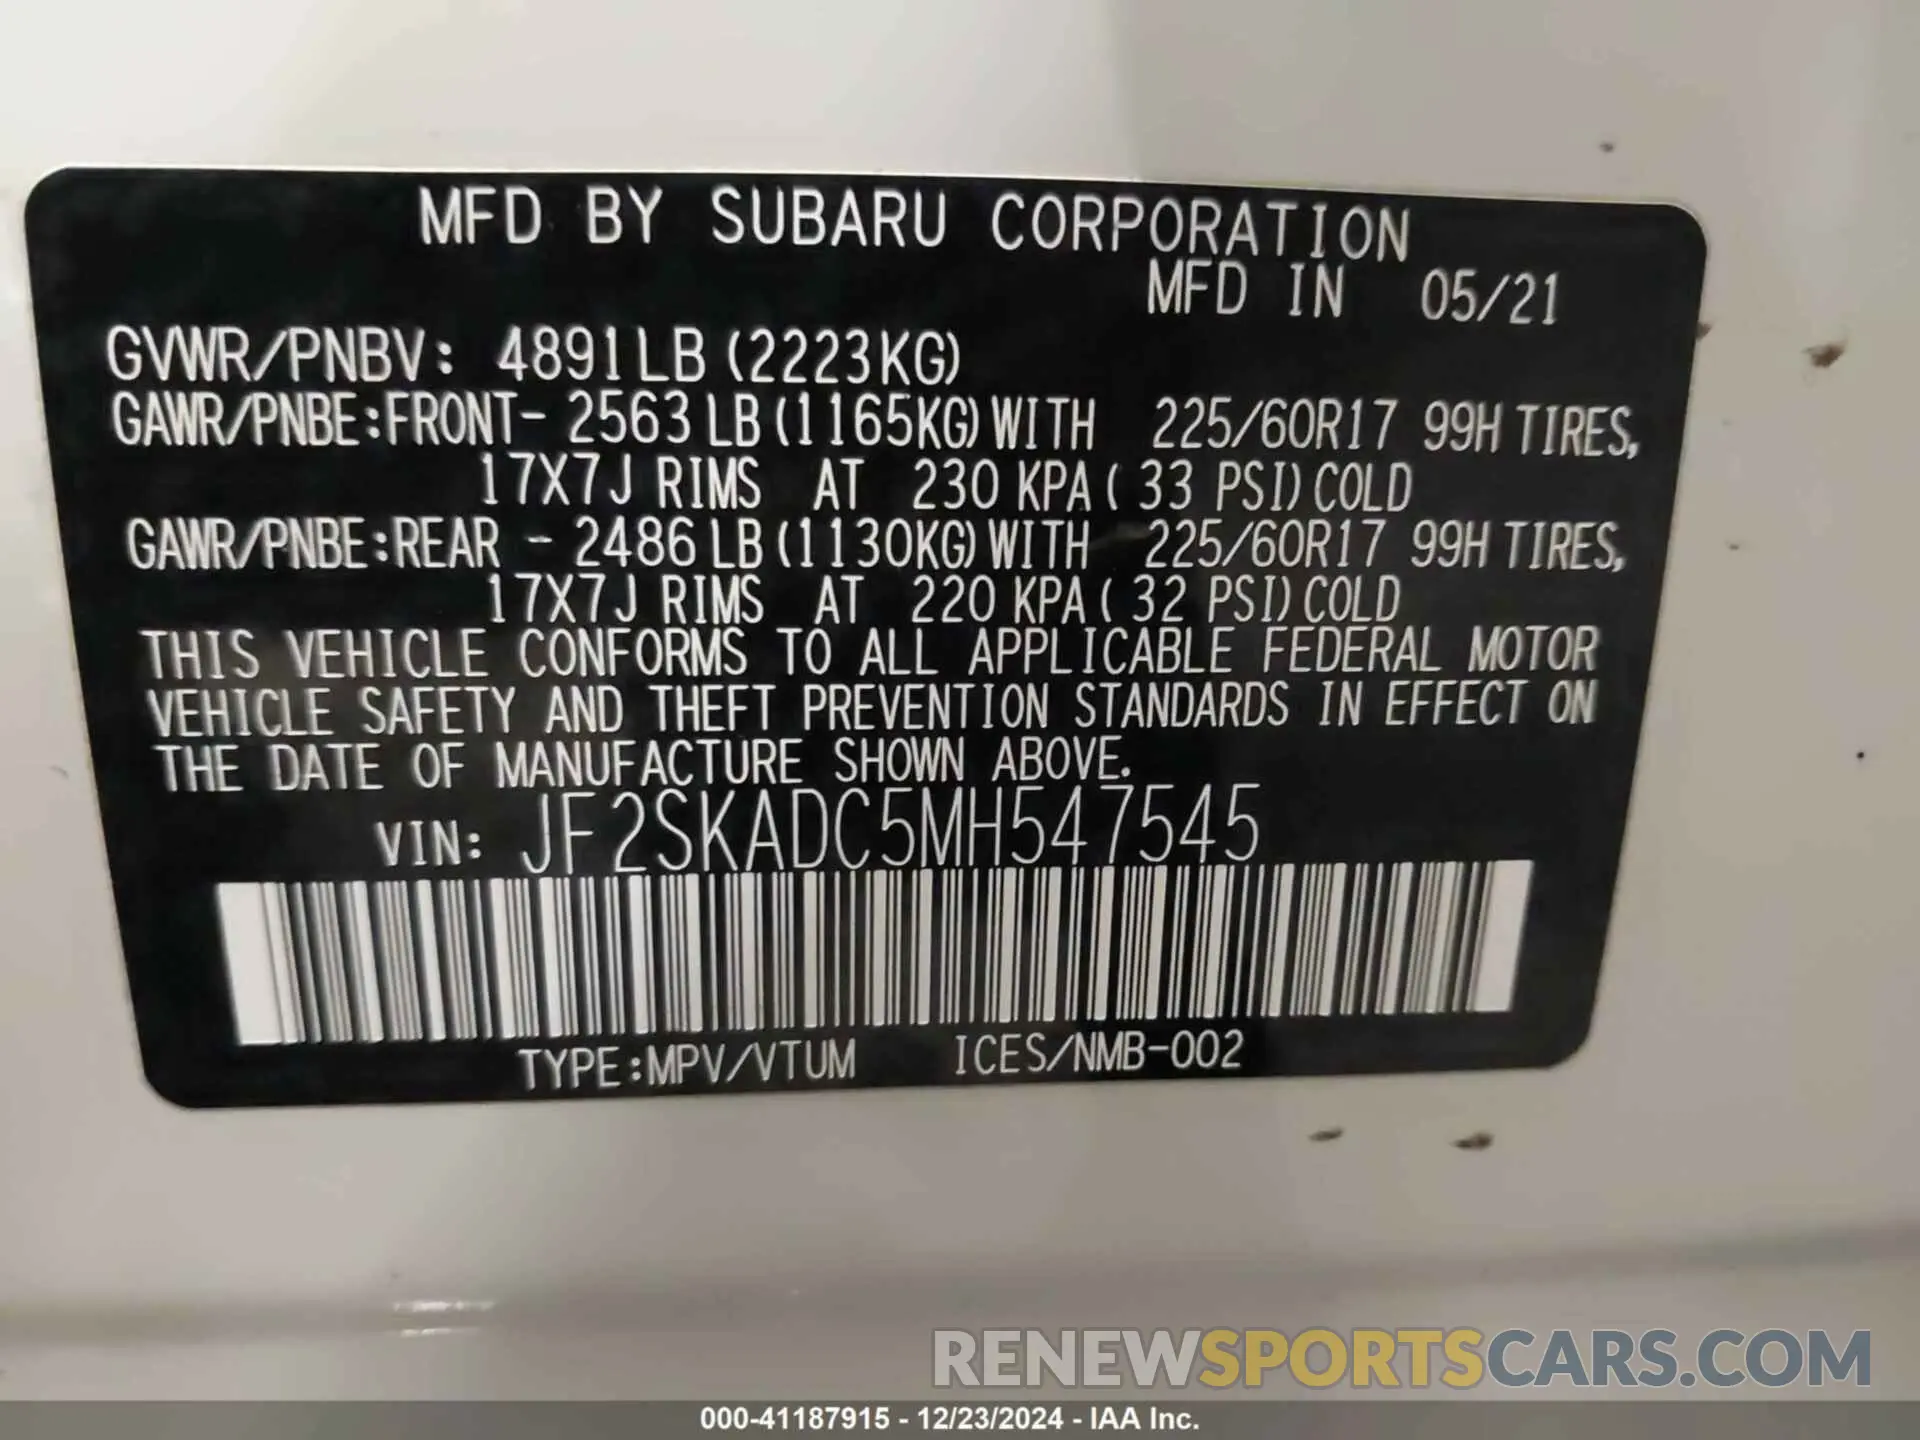 MFD BY SUBARU CORPORATION
MFD IN 05/21
GVWR/PNBV: 4891LB (2223KG)
GAWR/PNBE:FRONT- 2563 LB (1165KG) WITH 225/60R17 99H TIRES,
17X7J RIMS AT 230 KPA ( 33 PSI) COLD
GAWR/PNBE:REAR - 2486 LB (1130KG) WITH 225/60R17 99H TIRES,
17X7J RIMS AT 220 KPA ( 32 PSI) COLD
THIS VEHICLE CONFORMS TO ALL APPLICABLE FEDERAL MOTOR
VEHICLE SAFETY AND THEFT PREVENTION STANDARDS IN EFFECT ON
THE DATE OF MANUFACTURE SHOWN ABOVE.
VIN: JF2SKADC5MH547545
TYPE:MPV/VTUM ICES/NMB-002
RENEWSPORTSCARS.COM
000-41187915 - 12/23/2024 - IAA Inc.